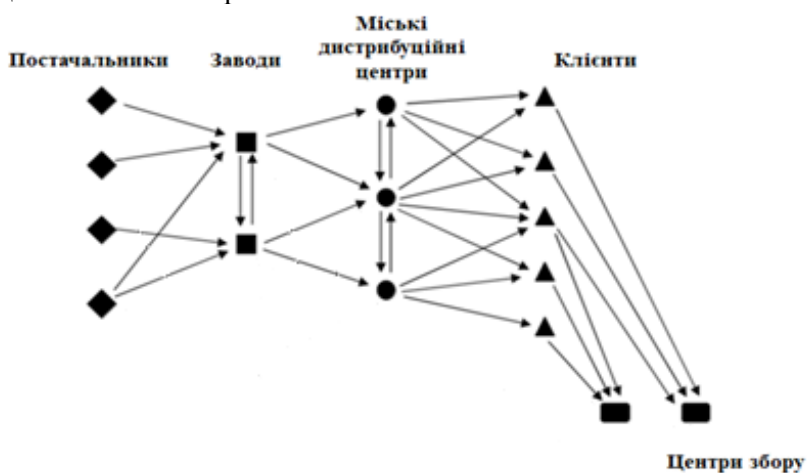 Постачальники
Заводи
Міські
дистрибуційні
центри
Клієнти
Центри збору